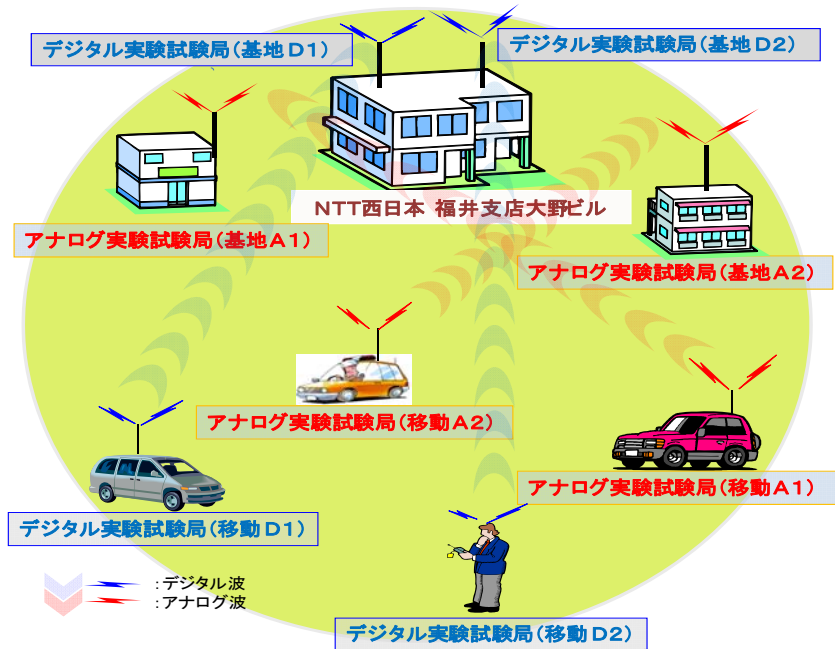 デジタル実験試験局(基地D1)
デジタル実験試験局(基地D2)
NTT西日本 福井支店大野ビル
アナログ実験試験局(基地A1)
アナログ実験試験局(基地A2)
アナログ実験試験局(移動A2)
アナログ実験試験局(移動A1)
デジタル実験試験局(移動D1)
:デジタル波
:アナログ波
デジタル実験試験局(移動D2)